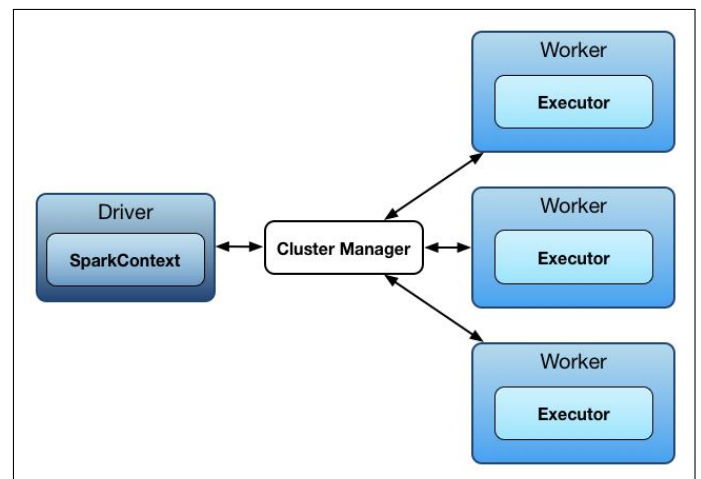 Driver
SparkContext
Cluster Manager
Worker
Executor
Worker
Executor
Worker
Executor